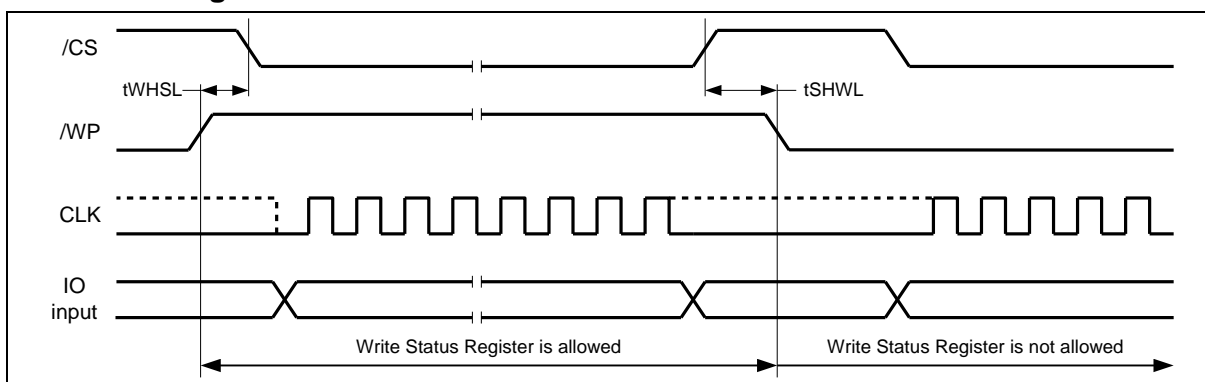 /CS
tWHSL
tSHWL
/WP
CLK
IO
input
Write Status Register is allowed
Write Status Register is not allowed